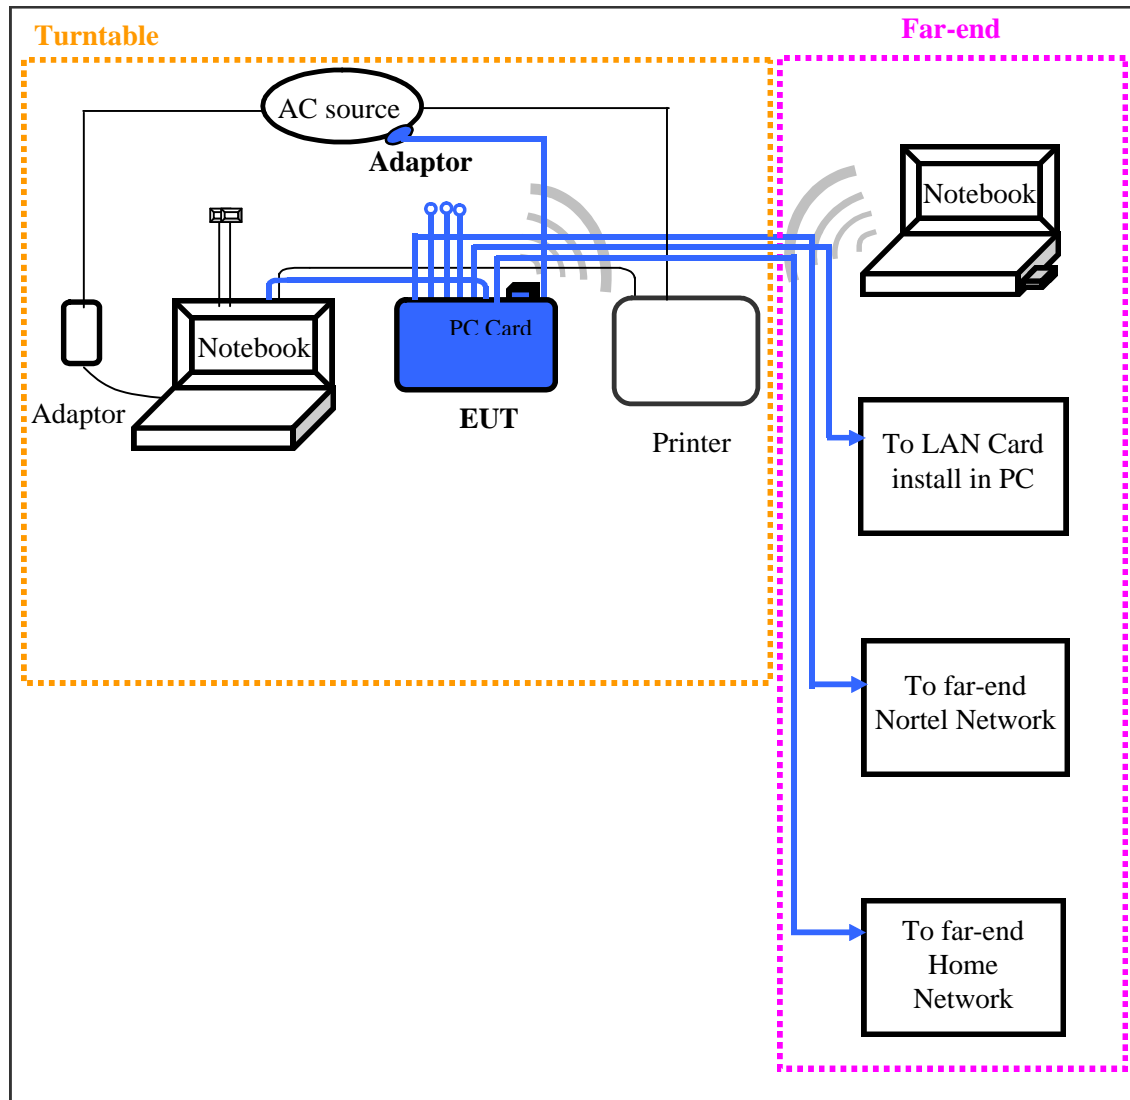 Turntable
Far-end
AC source
Adaptor
Notebook
Notebook
PC Card
Adaptor
EUT
Printer
To LAN Card
install in PC
To far-end
Nortel Network
To far-end
Home
Network